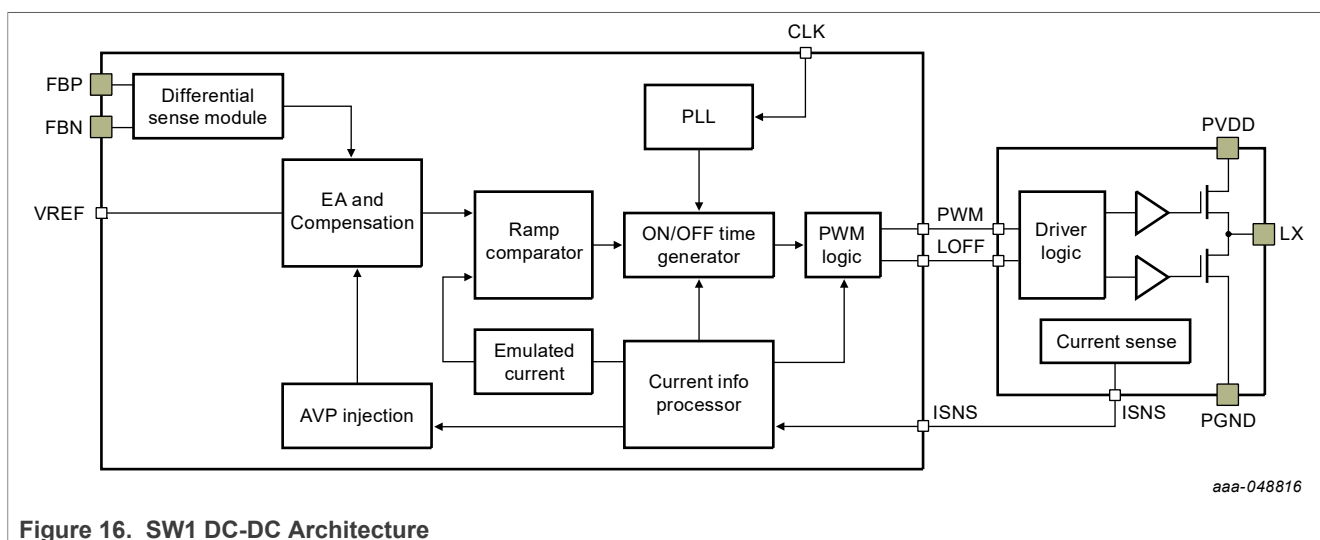 CLK
FBP
FBN
Differential
sense module
PLL
PVDD
VREF
EA and
Compensation
Ramp
comparator
ON/OFF time
generator
PWM
logic
PWM
LOFF
Driver
logic
LX
Emulated
current
Current info
processor
Current sense
AVP injection
ISNS
ISNS
PGND
aaa-048816
Figure 16. SW1 DC-DC Architecture